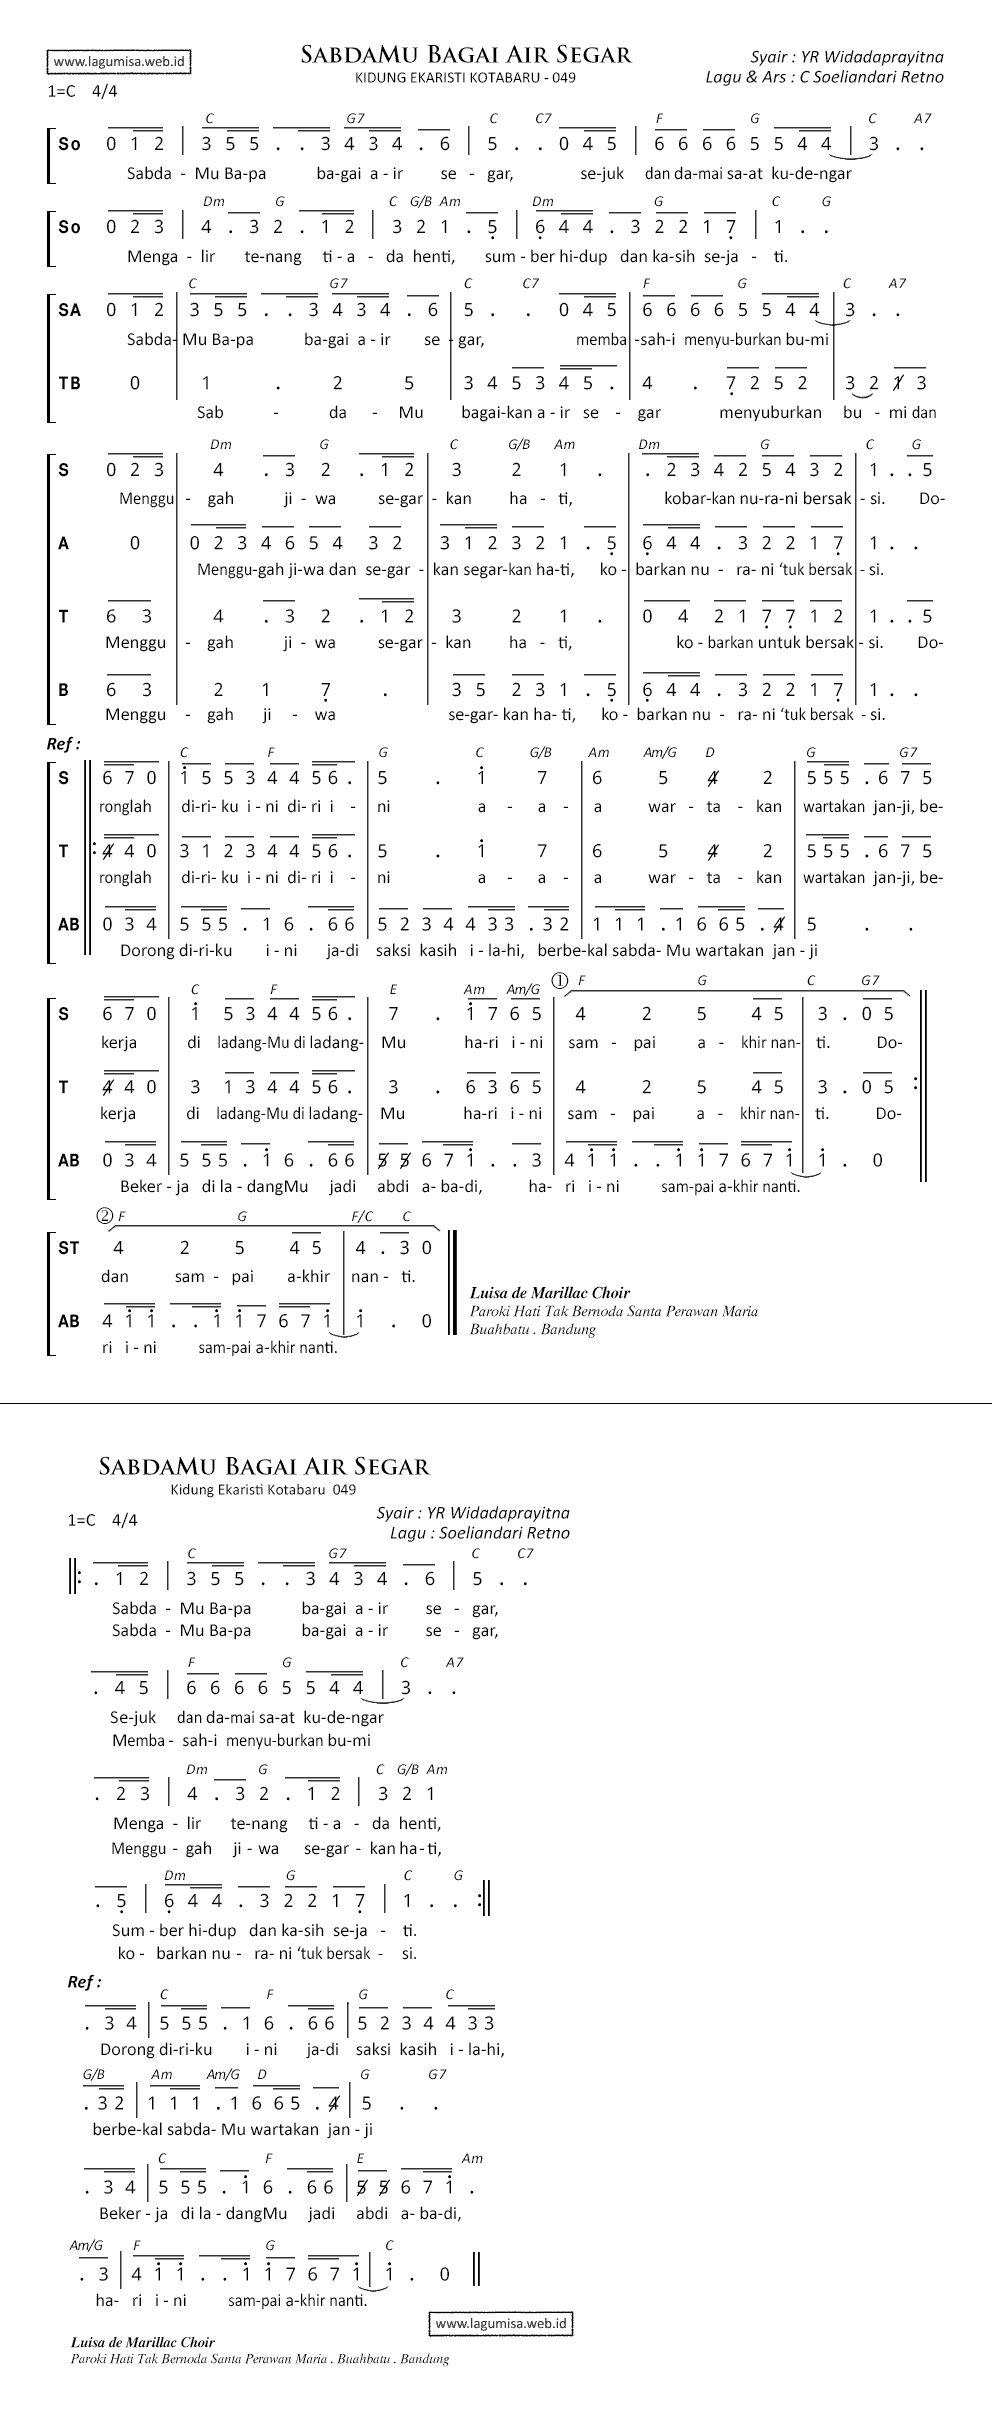 SABDAMU BAGAI AIR SEGAR
www.lagumisa.web.id
Syair : YR Widadaprayitna
KIDUNG EKARISTI KOTABARU - 049
Lagu & Ars : C Soeliandari Retno
1=C 4/4
C G7 C C7 F G C A7
So 0 1 2 | 3 5 5 . . 3 4 3 4 . 6 | 5 . . 0 4 5 | 6 6 6 6 5 5 4 4 | 3 . .
Sabda - Mu Ba-pa ba-gai a - ir se - gar, se-juk dan da-mai sa-at ku-de-ngar
Dm G C G/B Am Dm G C G
So 0 2 3 | 4 . 3 2 . 1 2 | 3 2 1 . 5 | 6 4 4 . 3 2 2 1 7 | 1 . .
Menga - lir te-nang ti - a - da henti, sum - ber hi-dup dan ka-sih se-ja - ti.
C G7 C C7 F G C A7
SA 0 1 2 | 3 5 5 . . 3 4 3 4 . 6 | 5 . . 0 4 5 | 6 6 6 6 5 5 4 4 | 3 . .
Sabda- Mu Ba-pa ba-gai a - ir se - gar, memba -sah-i menyu-burkan bu-mi
TB 0 | 1 . 2 5 | 3 4 5 3 4 5 . | 4 . 7 2 5 2 | 3 2 1 3
Sab - da - Mu bagai-kan a - ir se - gar menyuburkan bu - mi dan
Dm G C G/B Am Dm G C G
S 0 2 3 | 4 . 3 2 . 1 2 | 3 2 1 . | . 2 3 4 2 5 4 3 2 | 1 . . 5
Menggu - gah ji - wa se-gar - kan ha - ti, kobar-kan nu-ra-ni bersak - si. Do-
A 0 | 0 2 3 4 6 5 4 3 2 | 3 1 2 3 2 1 . 5 | 6 4 4 . 3 2 2 1 7 | 1 . .
Menggu-gah ji-wa dan se-gar - kan segar-kan ha-ti, ko - barkan nu - ra- ni ‘tuk bersak - si.
T 6 3 | 4 . 3 2 . 1 2 | 3 2 1 . | 0 4 2 1 7 7 1 2 | 1 . . 5
Menggu - gah ji - wa se-gar - kan ha - ti, ko - barkan untuk bersak - si. Do-
B 6 3 | 2 1 7 . | 3 5 2 3 1 . 5 | 6 4 4 . 3 2 2 1 7 | 1 . .
Menggu - gah ji - wa se-gar- kan ha- ti, ko - barkan nu - ra- ni ‘tuk bersak - si.
Ref :
C F G C G/B Am Am/G D G G7
S 6 7 0 | 1 5 5 3 4 4 5 6 . | 5 . 1 7 | 6 5 4 2 | 5 5 5 . 6 7 5
ronglah di-ri- ku i - ni di- ri i - ni a - a - a war - ta - kan wartakan jan-ji, be-
T 4 4 0 | 3 1 2 3 4 4 5 6 . | 5 . 1 7 | 6 5 4 2 | 5 5 5 . 6 7 5
ronglah di-ri- ku i - ni di- ri i - ni a - a - a war - ta - kan wartakan jan-ji, be-
AB 0 3 4 | 5 5 5 . 1 6 . 6 6 | 5 2 3 4 4 3 3 . 3 2 | 1 1 1 . 1 6 6 5 . 4 | 5 . .
Dorong di-ri-ku i - ni ja-di saksi kasih i - la-hi, berbe-kal sabda- Mu wartakan jan - ji
C F E Am Am/G ① F G C G7
S 6 7 0 | 1 5 3 4 4 5 6 . | 7 . 1 7 6 5 | 4 2 5 4 5 | 3 . 0 5
kerja di ladang-Mu di ladang- Mu ha-ri i - ni sam - pai a - khir nan- ti. Do-
T 4 4 0 | 3 1 3 4 4 5 6 . | 3 . 6 3 6 5 | 4 2 5 4 5 | 3 . 0 5
kerja di ladang-Mu di ladang- Mu ha-ri i - ni sam - pai a - khir nan- ti. Do-
AB 0 3 4 | 5 5 5 . 1 6 . 6 6 | 5 5 6 7 1 . . 3 | 4 1 1 . . 1 1 7 6 7 1 | 1 . 0
Beker - ja di la - dangMu jadi abdi a- ba-di, ha- ri i - ni sam-pai a-khir nanti.
② F G F/C C
ST 4 2 5 4 5 | 4 . 3 0
dan sam - pai a-khir nan - ti.
AB 4 1 1 . . 1 1 7 6 7 1 | 1 . 0
ri i - ni sam-pai a-khir nanti.
Luisa de Marillac Choir
Paroki Hati Tak Bernoda Santa Perawan Maria
Buahbatu . Bandung
SABDAMU BAGAI AIR SEGAR
Kidung Ekaristi Kotabaru 049
Syair : YR Widadaprayitna
1=C 4/4
Lagu : Soeliandari Retno
C G7 C C7
. 1 2 | 3 5 5 . . 3 4 3 4 . 6 | 5 . .
Sabda - Mu Ba-pa ba-gai a - ir se - gar,
Sabda - Mu Ba-pa ba-gai a - ir se - gar,
F G C A7
. 4 5 | 6 6 6 6 5 5 4 4 | 3 . .
Se-juk dan da-mai sa-at ku-de-ngar
Memba - sah-i menyu-burkan bu-mi
Dm G C G/B Am
. 2 3 | 4 . 3 2 . 1 2 | 3 2 1
Menga - lir te-nang ti - a - da henti,
Menggu - gah ji - wa se-gar - kan ha- ti,
Dm G C G
. 5 | 6 4 4 . 3 2 2 1 7 | 1 . .
Sum - ber hi-dup dan ka-sih se-ja - ti.
ko - barkan nu - ra- ni ‘tuk bersak - si.
Ref :
C F G C
. 3 4 | 5 5 5 . 1 6 . 6 6 | 5 2 3 4 4 3 3
Dorong di-ri-ku i - ni ja-di saksi kasih i - la-hi,
G/B Am Am/G D G G7
. 3 2 | 1 1 1 . 1 6 6 5 . 4 | 5 . .
berbe-kal sabda- Mu wartakan jan - ji
C F E Am
. 3 4 | 5 5 5 . 1 6 . 6 6 | 5 5 6 7 1 .
Beker - ja di la - dangMu jadi abdi a- ba-di,
Am/G F G C
. 3 | 4 1 1 . . 1 1 7 6 7 1 | 1 . 0
ha- ri i - ni sam-pai a-khir nanti.
www.lagumisa.web.id
Luisa de Marillac Choir
Paroki Hati Tak Bernoda Santa Perawan Maria . Buahbatu . Bandung